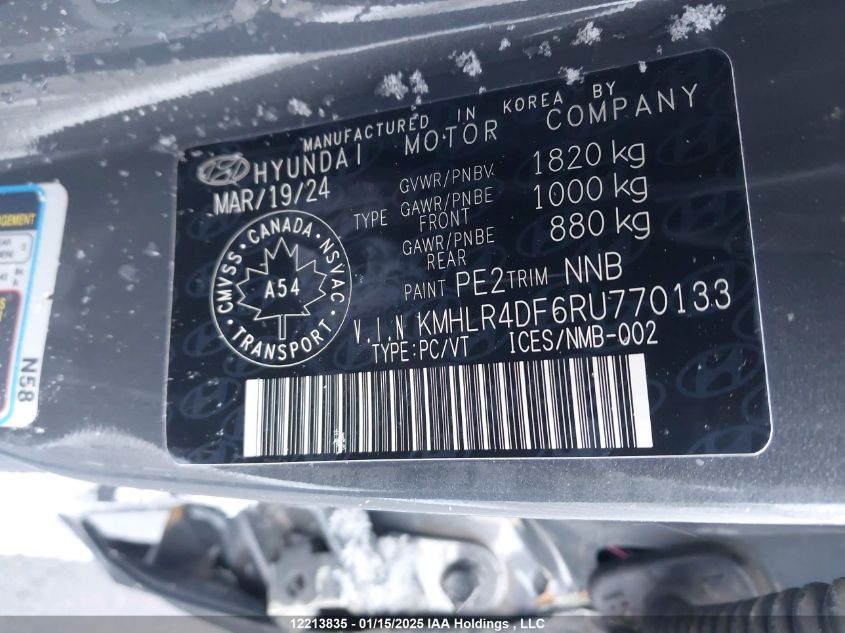 MANUFACTURED IN KOREA BY
HYUNDAI MOTOR COMPANY
MAR/19/24
GVWR/PNBV 1820 kg
TYPE GAWR/PNBE FRONT 1000 kg
GAWR/PNBE REAR 880 kg
CMVSS · CANADA · NSVAC
A54
· TRANSPORT ·
PAINT PE2 TRIM NNB
V.I.N KMHLR4DF6RU770133
TYPE:PC/VT ICES/NMB-002
N58
12213835 - 01/15/2025 IAA Holdings , LLC